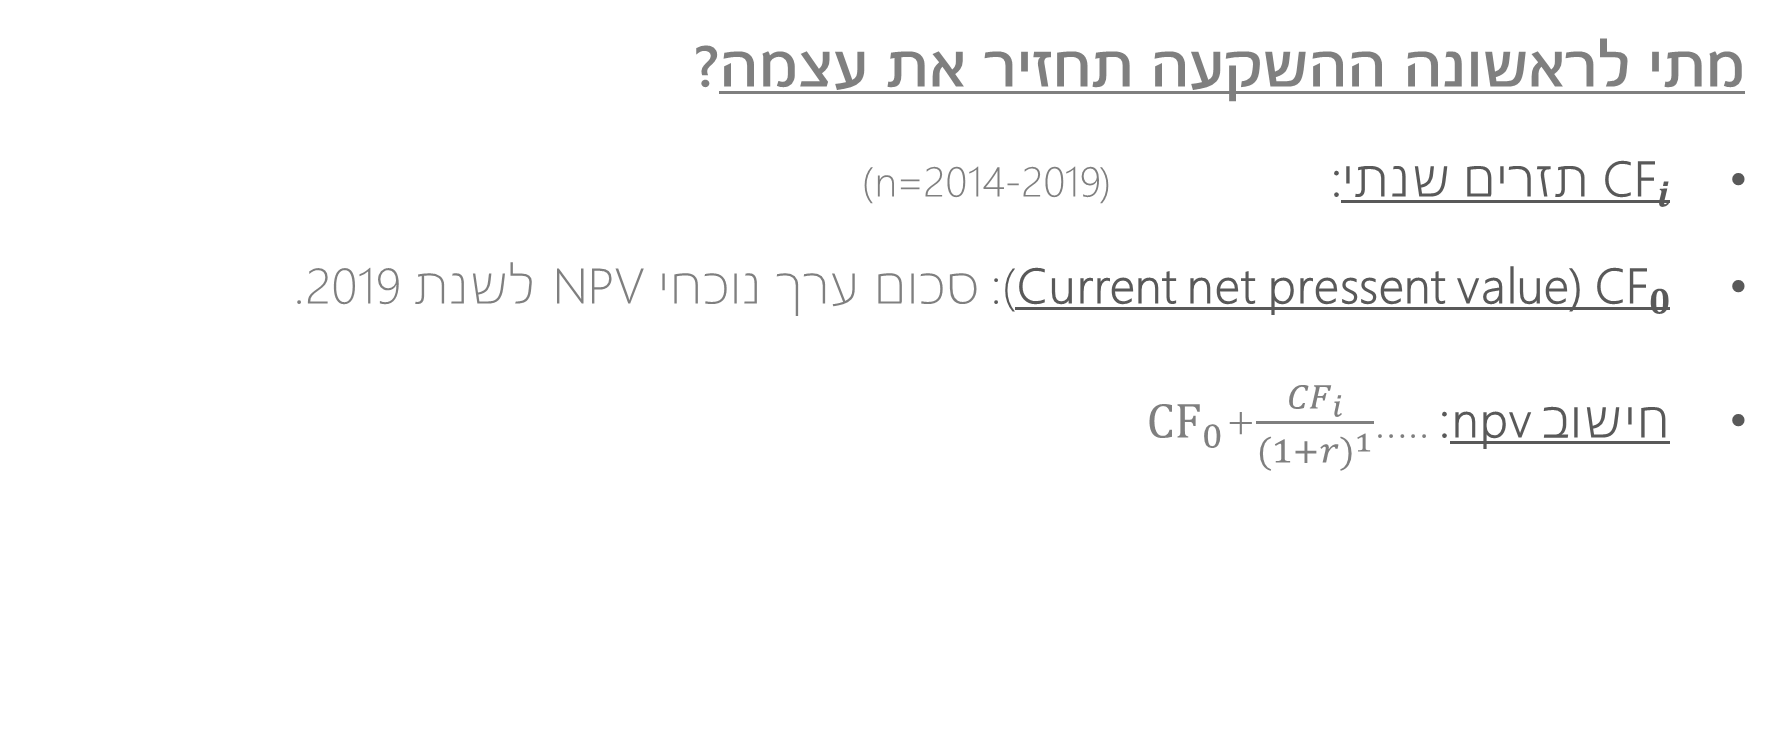 מתי לראשונה ההשקעה תחזיר את עצמה?
• CFᵢ תזרים שנתי: (n=2014-2019)
• CF₀ (Current net pressent value): סכום ערך נוכחי NPV לשנת 2019.
• חישוב npv: CF₀ + CFᵢ/(1+r)¹.....